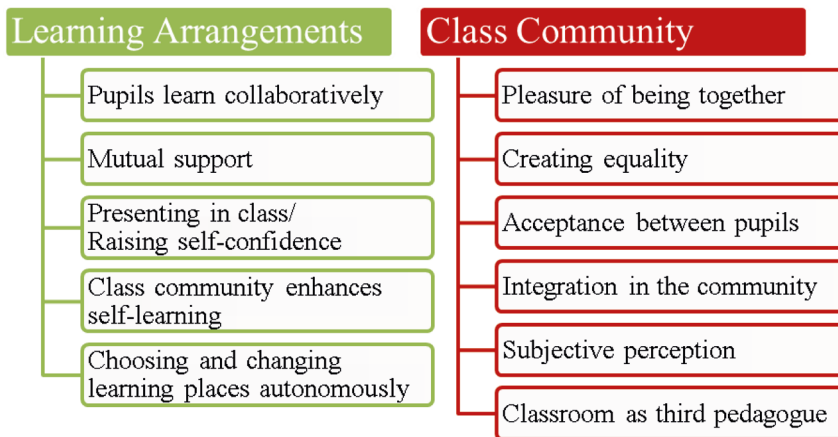 Learning Arrangements
Pupils learn collaboratively
Mutual support
Presenting in class/
Raising self-confidence
Class community enhances
self-learning
Choosing and changing
learning places autonomously
Class Community
Pleasure of being together
Creating equality
Acceptance between pupils
Integration in the community
Subjective perception
Classroom as third pedagogue